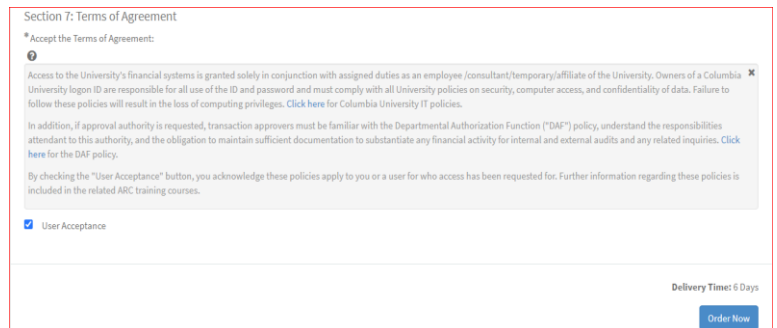 Section 7: Terms of Agreement
*Accept the Terms of Agreement:
Access to the University's financial systems is granted solely in conjunction with assigned duties as an employee /consultant/temporary/affiliate of the University. Owners of a Columbia
University logon ID are responsible for all use of the ID and password and must comply with all University policies on security, computer access, and confidentiality of data. Failure to
follow these policies will result in the loss of computing privileges. Click here for Columbia University IT policies.
In addition, if approval authority is requested, transaction approvers must be familiar with the Departmental Authorization Function ("DAF") policy, understand the responsibilities
attendant to this authority, and the obligation to maintain sufficient documentation to substantiate any financial activity for internal and external audits and any related inquiries. Click
here for the DAF policy.
By checking the "User Acceptance" button, you acknowledge these policies apply to you or a user for who access has been requested for. Further information regarding these policies is
included in the related ARC training courses.
User Acceptance
Delivery Time: 6 Days
Order Now